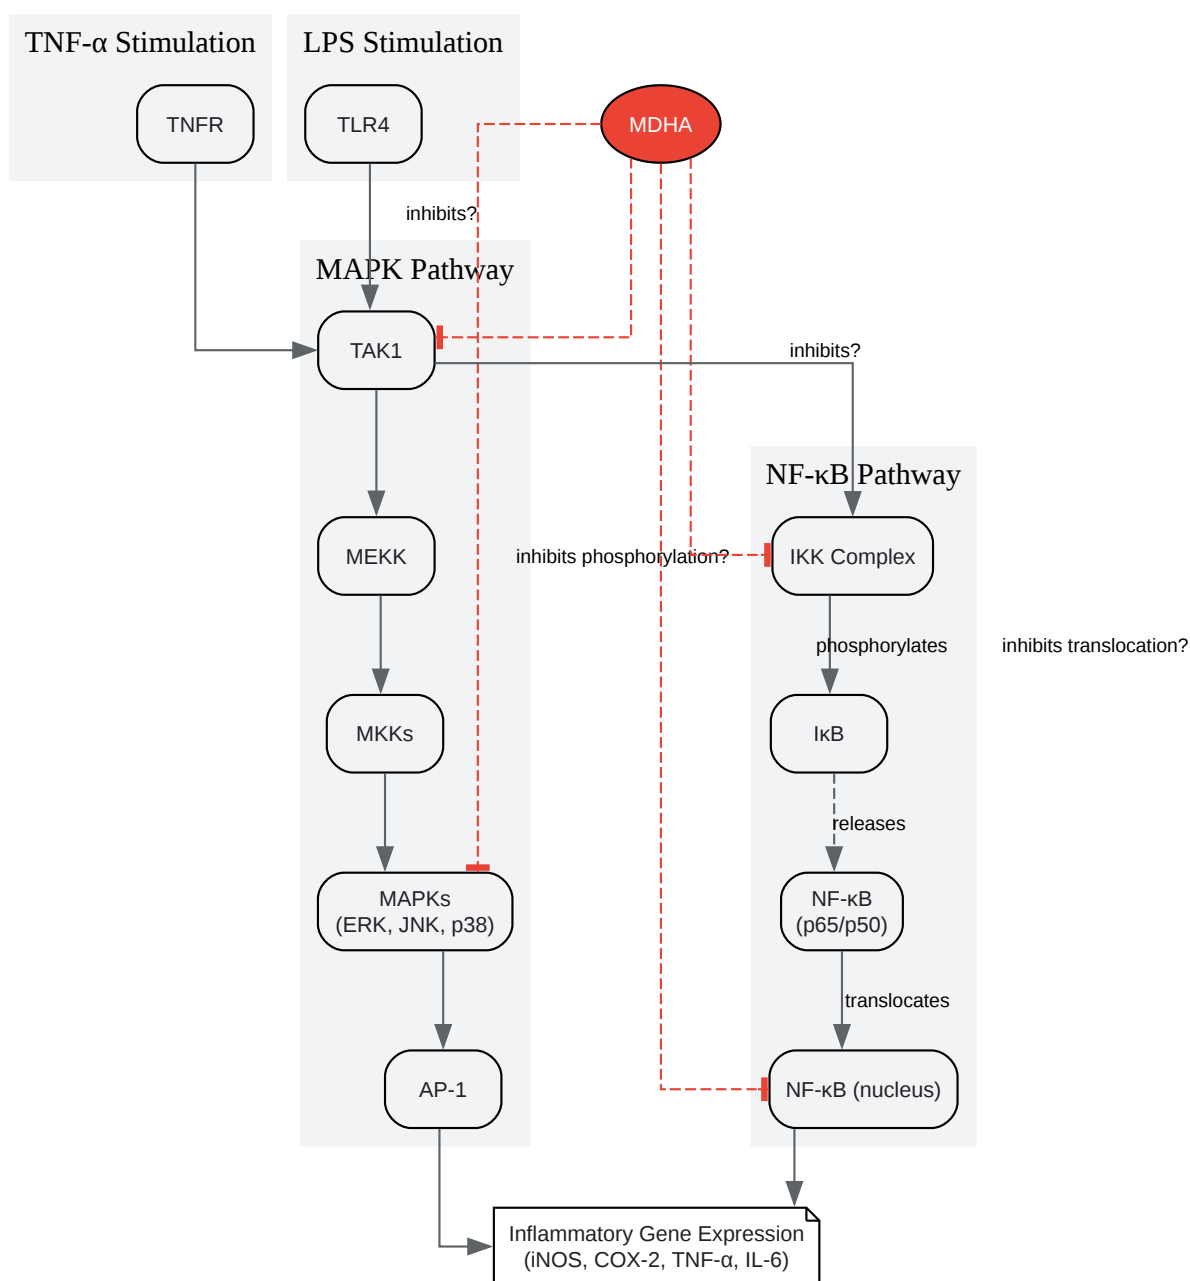 TNF-α Stimulation
LPS Stimulation
TNFR
TLR4
MDHA
inhibits?
MAPK Pathway
TAK1
inhibits?
NF-κB Pathway
MEKK
inhibits phosphorylation?
IKK Complex
phosphorylates
inhibits translocation?
MKKs
IκB
releases
MAPKs
(ERK, JNK, p38)
NF-κB
(p65/p50)
translocates
AP-1
NF-κB (nucleus)
Inflammatory Gene Expression
(iNOS, COX-2, TNF-α, IL-6)